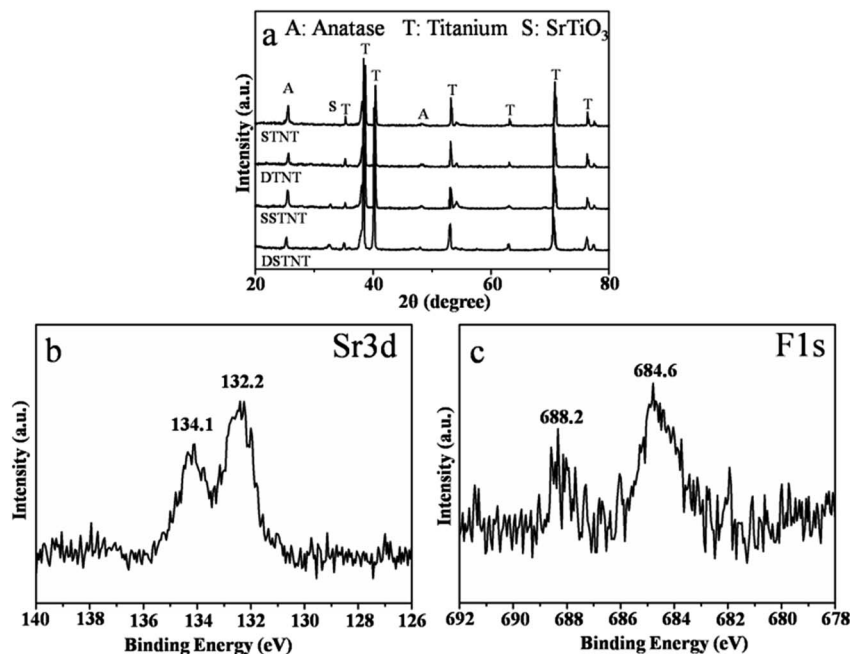 a
A: Anatase T: Titanium S: SrTiO3
T
T
A
S T
A
T
T
T
T
STNT
DTNT
SSTNT
DSTNT
Intensity (a.u.)
20 40 60 80
2θ (degree)
b
Sr3d
134.1
132.2
Intensity (a.u.)
140 138 136 134 132 130 128 126
Binding Energy (eV)
c
F1s
688.2
684.6
Intensity (a.u.)
692 690 688 686 684 682 680 678
Binding Energy (eV)